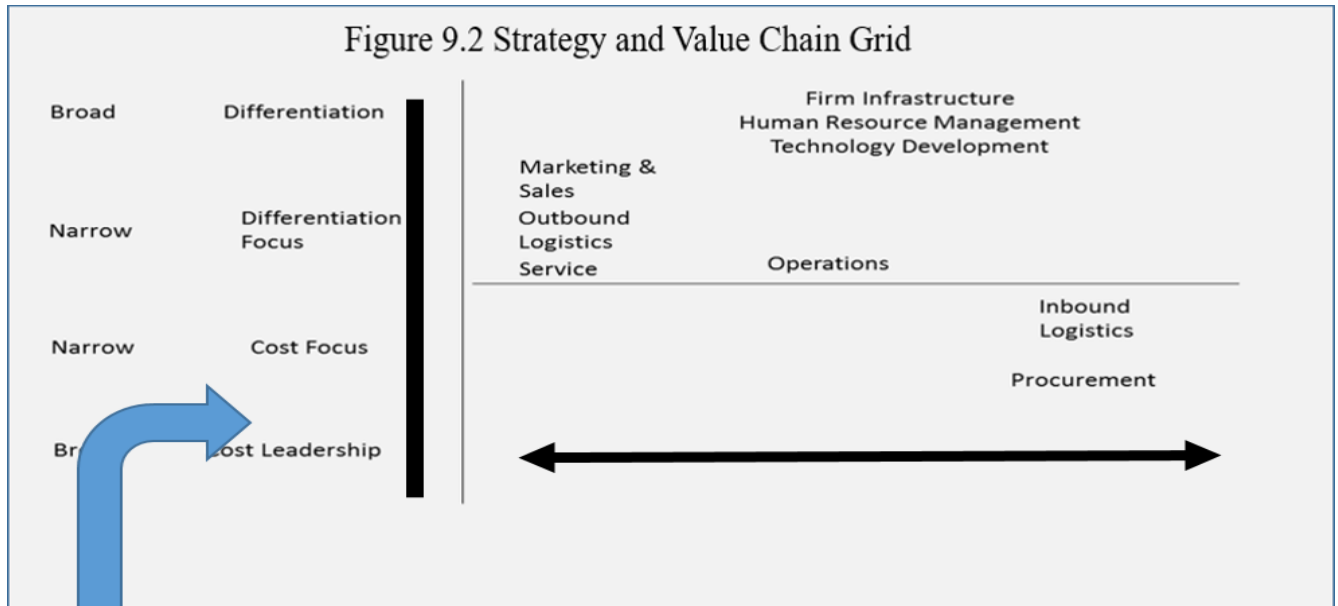 Figure 9.2 Strategy and Value Chain Grid
Broad Differentiation
Firm Infrastructure
Human Resource Management
Technology Development
Marketing &
Sales
Narrow Differentiation
Focus
Outbound
Logistics
Service
Operations
Inbound
Logistics
Narrow Cost Focus
Procurement
Leadership